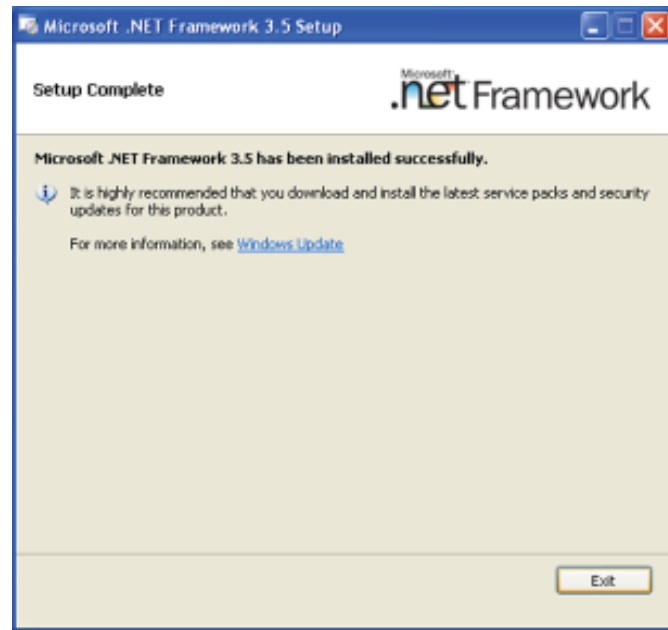 Microsoft .NET Framework 3.5 Setup
Setup Complete
Microsoft
.net Framework
Microsoft .NET Framework 3.5 has been installed successfully.
It is highly recommended that you download and install the latest service packs and security
updates for this product.
For more information, see Windows Update
Exit